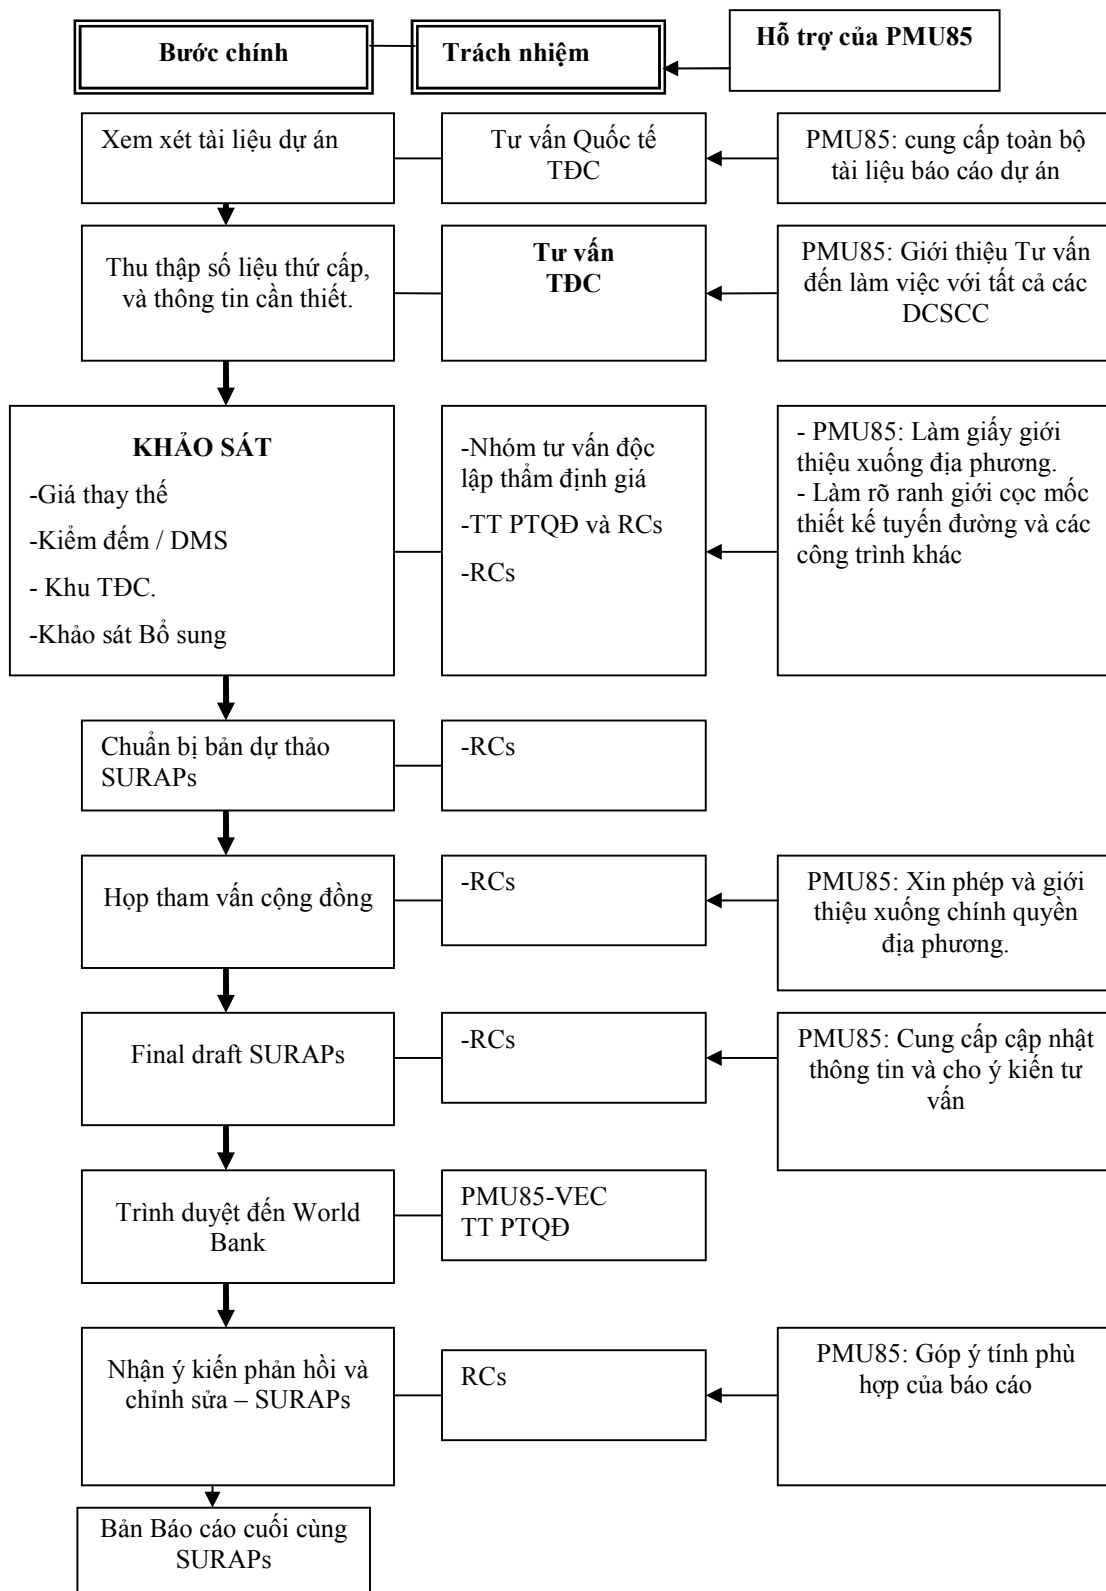 Bước chính
Trách nhiệm
Hỗ trợ của PMU85
Xem xét tài liệu dự án
Tư vấn Quốc tế
TĐC
PMU85: cung cấp toàn bộ
tài liệu báo cáo dự án
Thu thập số liệu thứ cấp,
và thông tin cần thiết.
Tư vấn
TĐC
PMU85: Giới thiệu Tư vấn
đến làm việc với tất cả các
DCSCC
KHẢO SÁT
-Giá thay thế
-Kiểm đếm / DMS
- Khu TĐC.
-Khảo sát Bổ sung
-Nhóm tư vấn độc
lập thẩm định giá
-TT PTQĐ và RCs
-RCs
- PMU85: Làm giấy giới
thiệu xuống địa phương.
- Làm rõ ranh giới cọc mốc
thiết kế tuyến đường và các
công trình khác
Chuẩn bị bản dự thảo
SURAPs
-RCs
Họp tham vấn cộng đồng
-RCs
PMU85: Xin phép và giới
thiệu xuống chính quyền
địa phương.
Final draft SURAPs
-RCs
PMU85: Cung cấp cập nhật
thông tin và cho ý kiến tư
vấn
Trình duyệt đến World
Bank
PMU85-VEC
TT PTQĐ
Nhận ý kiến phản hồi và
chỉnh sửa – SURAPs
RCs
PMU85: Góp ý tính phù
hợp của báo cáo
Bản Báo cáo cuối cùng
SURAPs